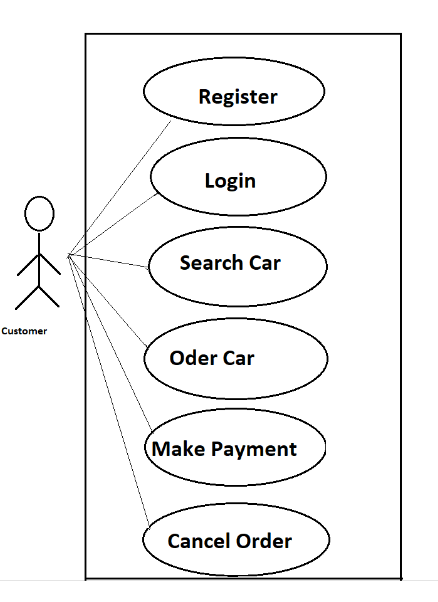 Register
Login
Search Car
Oder Car
Make Payment
Cancel Order
Customer